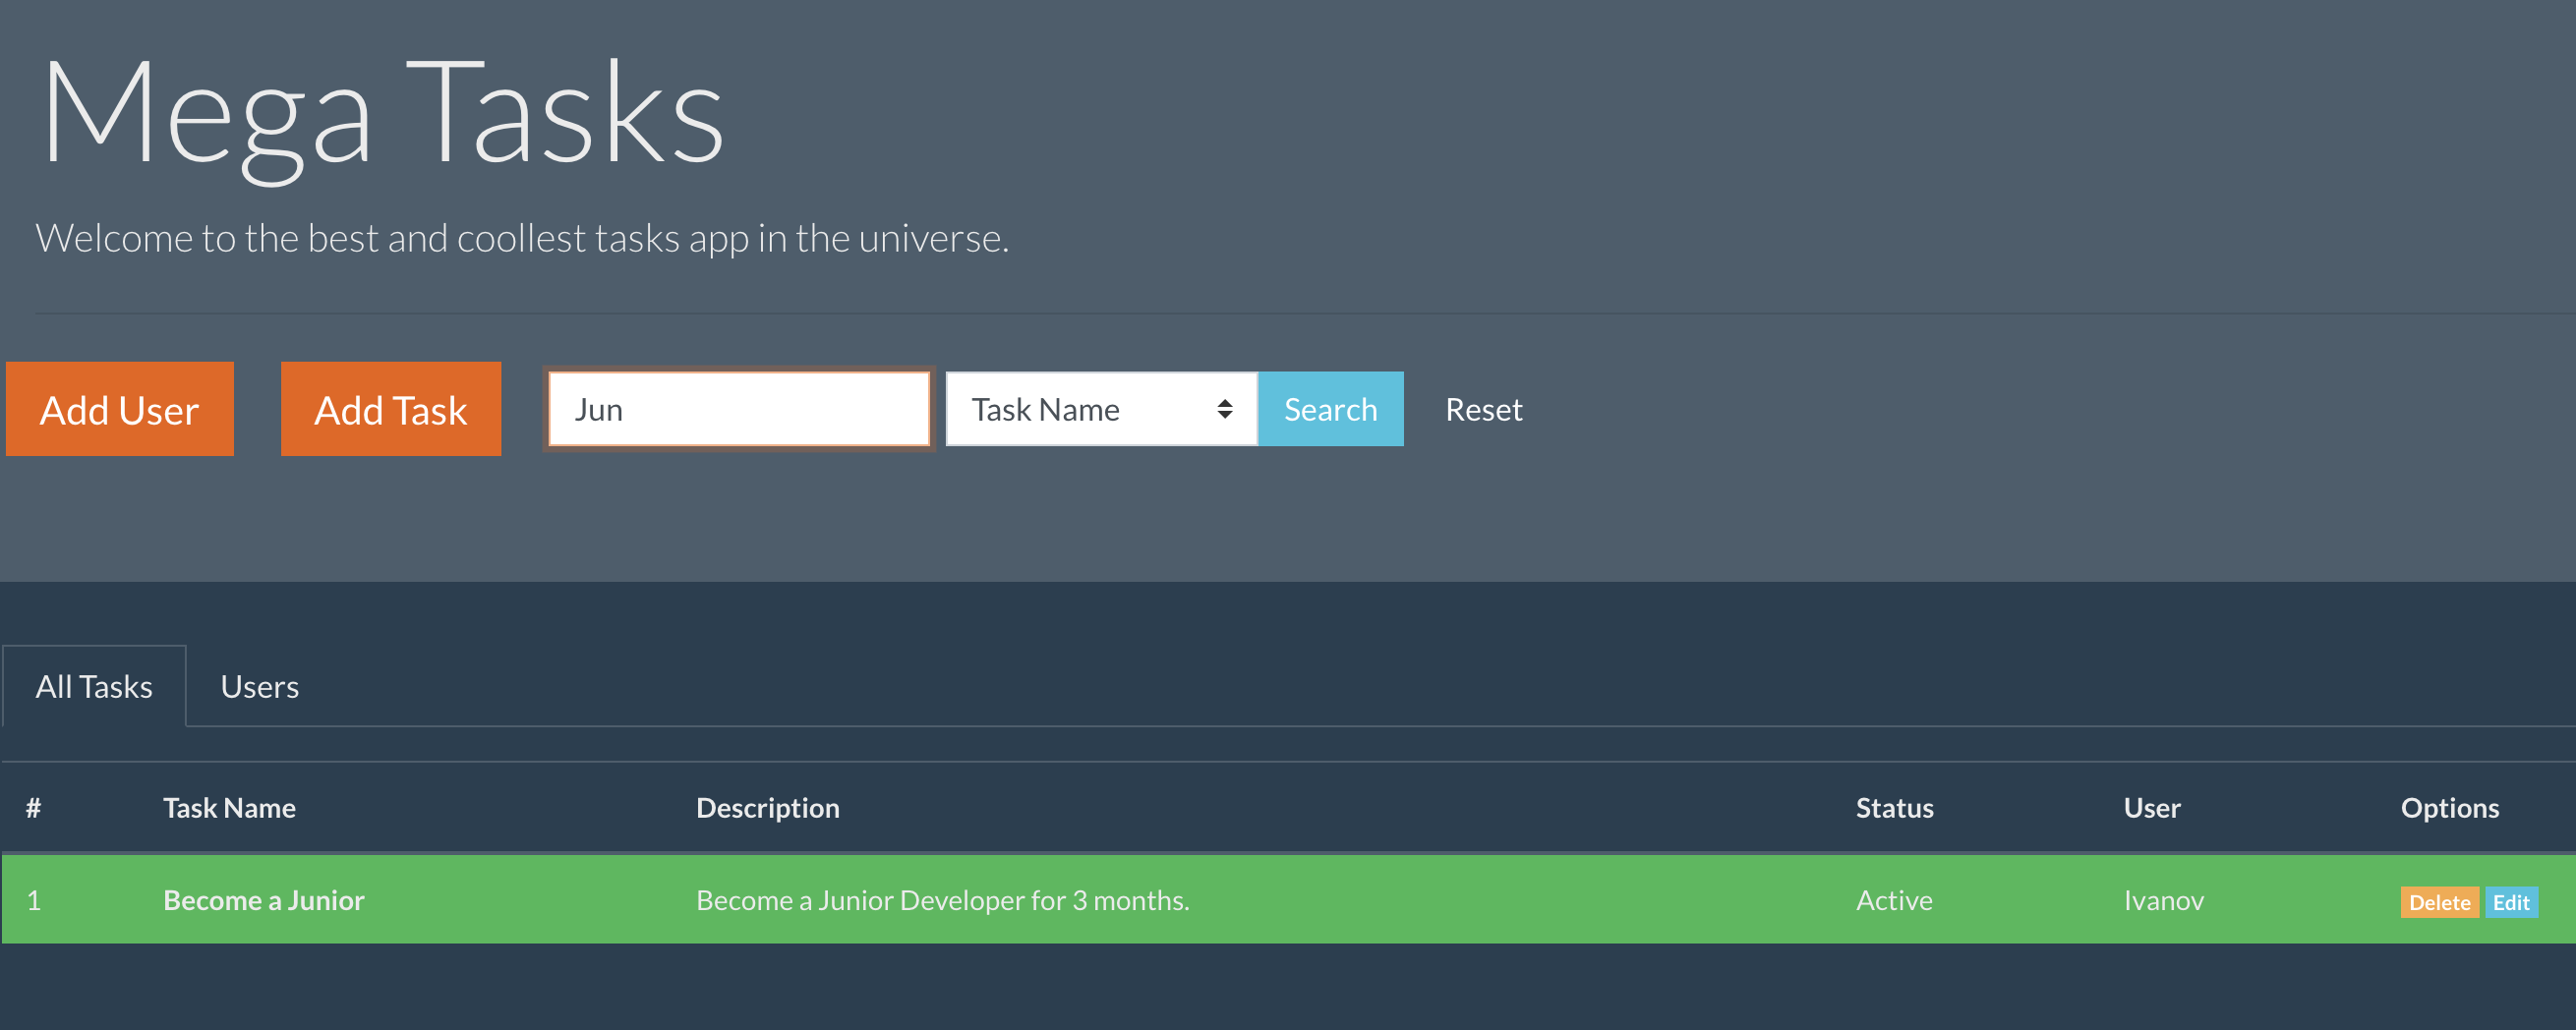 Mega Tasks
Welcome to the best and coollest tasks app in the universe.
Add User Add Task Jun Task Name Search Reset
All Tasks Users
# Task Name Description Status User Options
1 Become a Junior Become a Junior Developer for 3 months. Active Ivanov Delete Edit